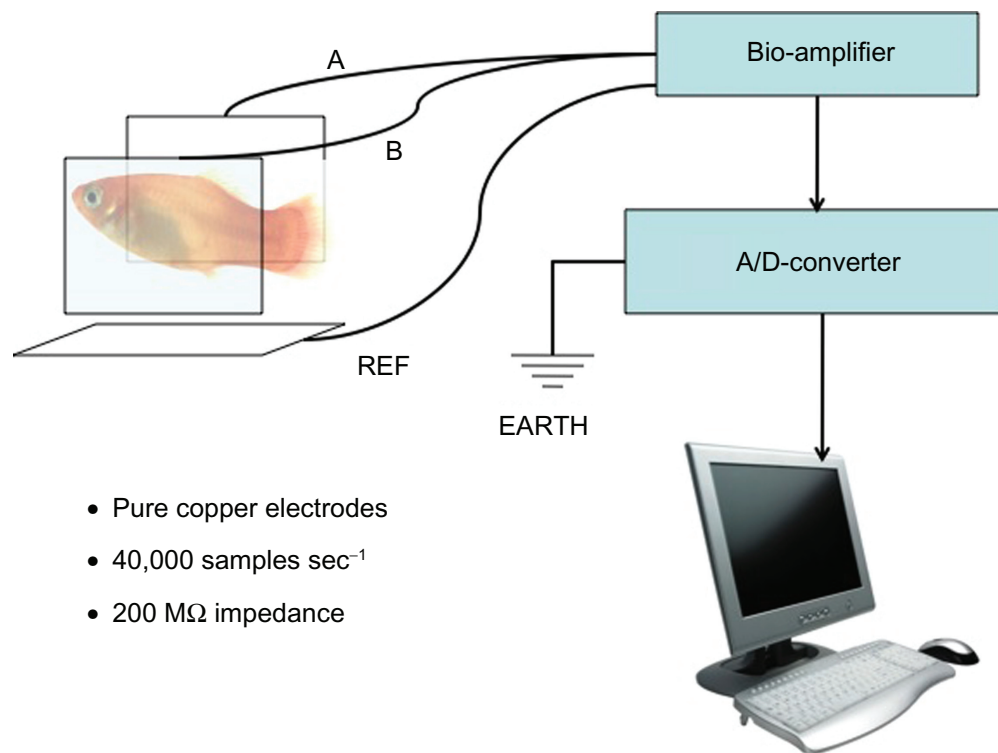 A
Bio-amplifier
B
A/D-converter
REF
EARTH
• Pure copper electrodes
• 40,000 samples sec⁻¹
• 200 MΩ impedance